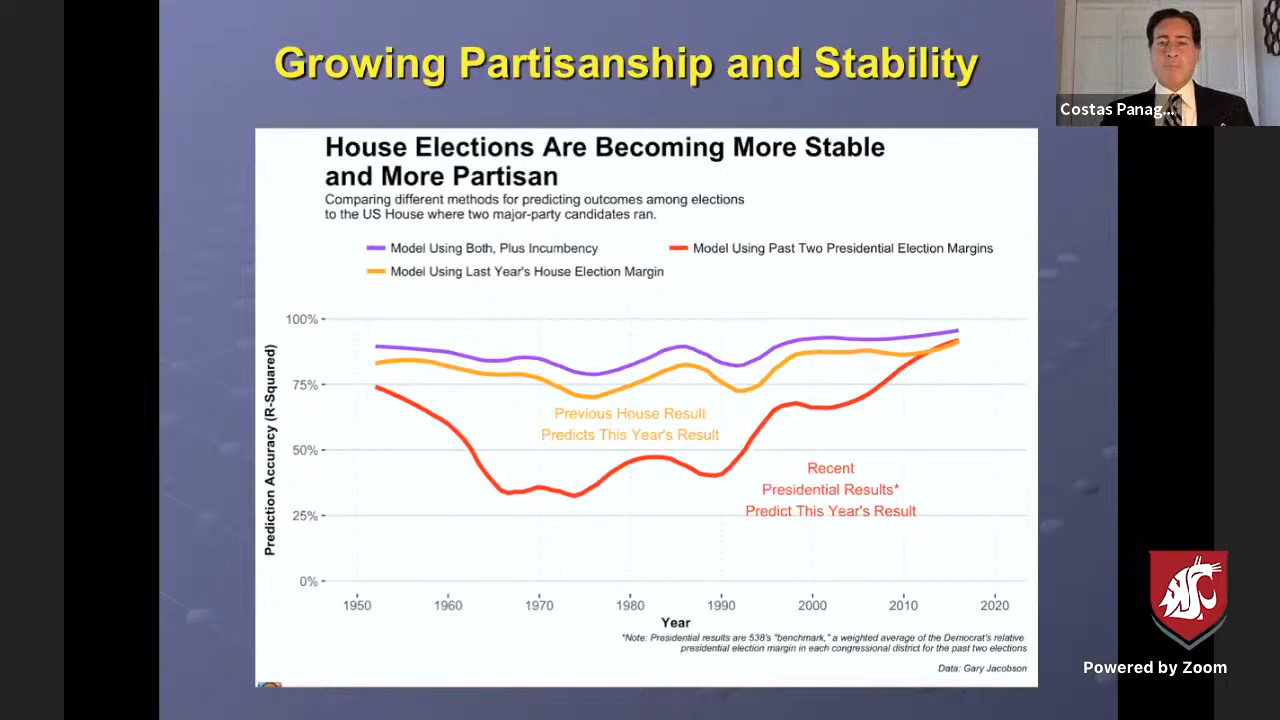 Growing Partisanship and Stability
Costas Panag...
House Elections Are Becoming More Stable
and More Partisan
Comparing different methods for predicting outcomes among elections
to the US House where two major-party candidates ran.
Model Using Both, Plus Incumbency
Model Using Past Two Presidential Election Margins
Model Using Last Year's House Election Margin
100%
75%
50%
25%
0%
Prediction Accuracy (R-Squared)
Previous House Result
Predicts This Year's Result
Recent
Presidential Results*
Predict This Year's Result
1950 1960 1970 1980 1990 2000 2010 2020
Year
*Note: Presidential results are 538's "benchmark," a weighted average of the Democrat's relative
presidential election margin in each congressional district for the past two elections
Data: Gary Jacobson
Powered by Zoom